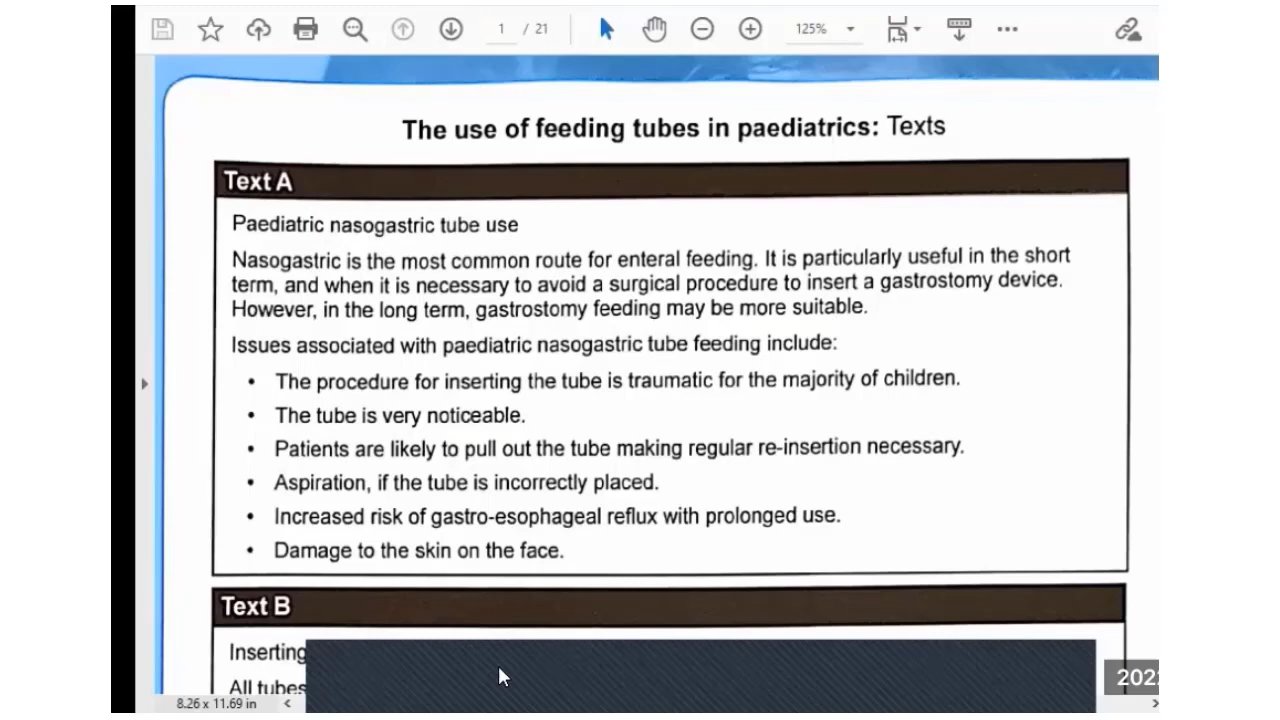 1 / 21
125%
The use of feeding tubes in paediatrics: Texts
Text A
Paediatric nasogastric tube use
Nasogastric is the most common route for enteral feeding. It is particularly useful in the short
term, and when it is necessary to avoid a surgical procedure to insert a gastrostomy device.
However, in the long term, gastrostomy feeding may be more suitable.
Issues associated with paediatric nasogastric tube feeding include:
• The procedure for inserting the tube is traumatic for the majority of children.
• The tube is very noticeable.
• Patients are likely to pull out the tube making regular re-insertion necessary.
• Aspiration, if the tube is incorrectly placed.
• Increased risk of gastro-esophageal reflux with prolonged use.
• Damage to the skin on the face.
Text B
Inserting
All tubes
8.26 x 11.69 in